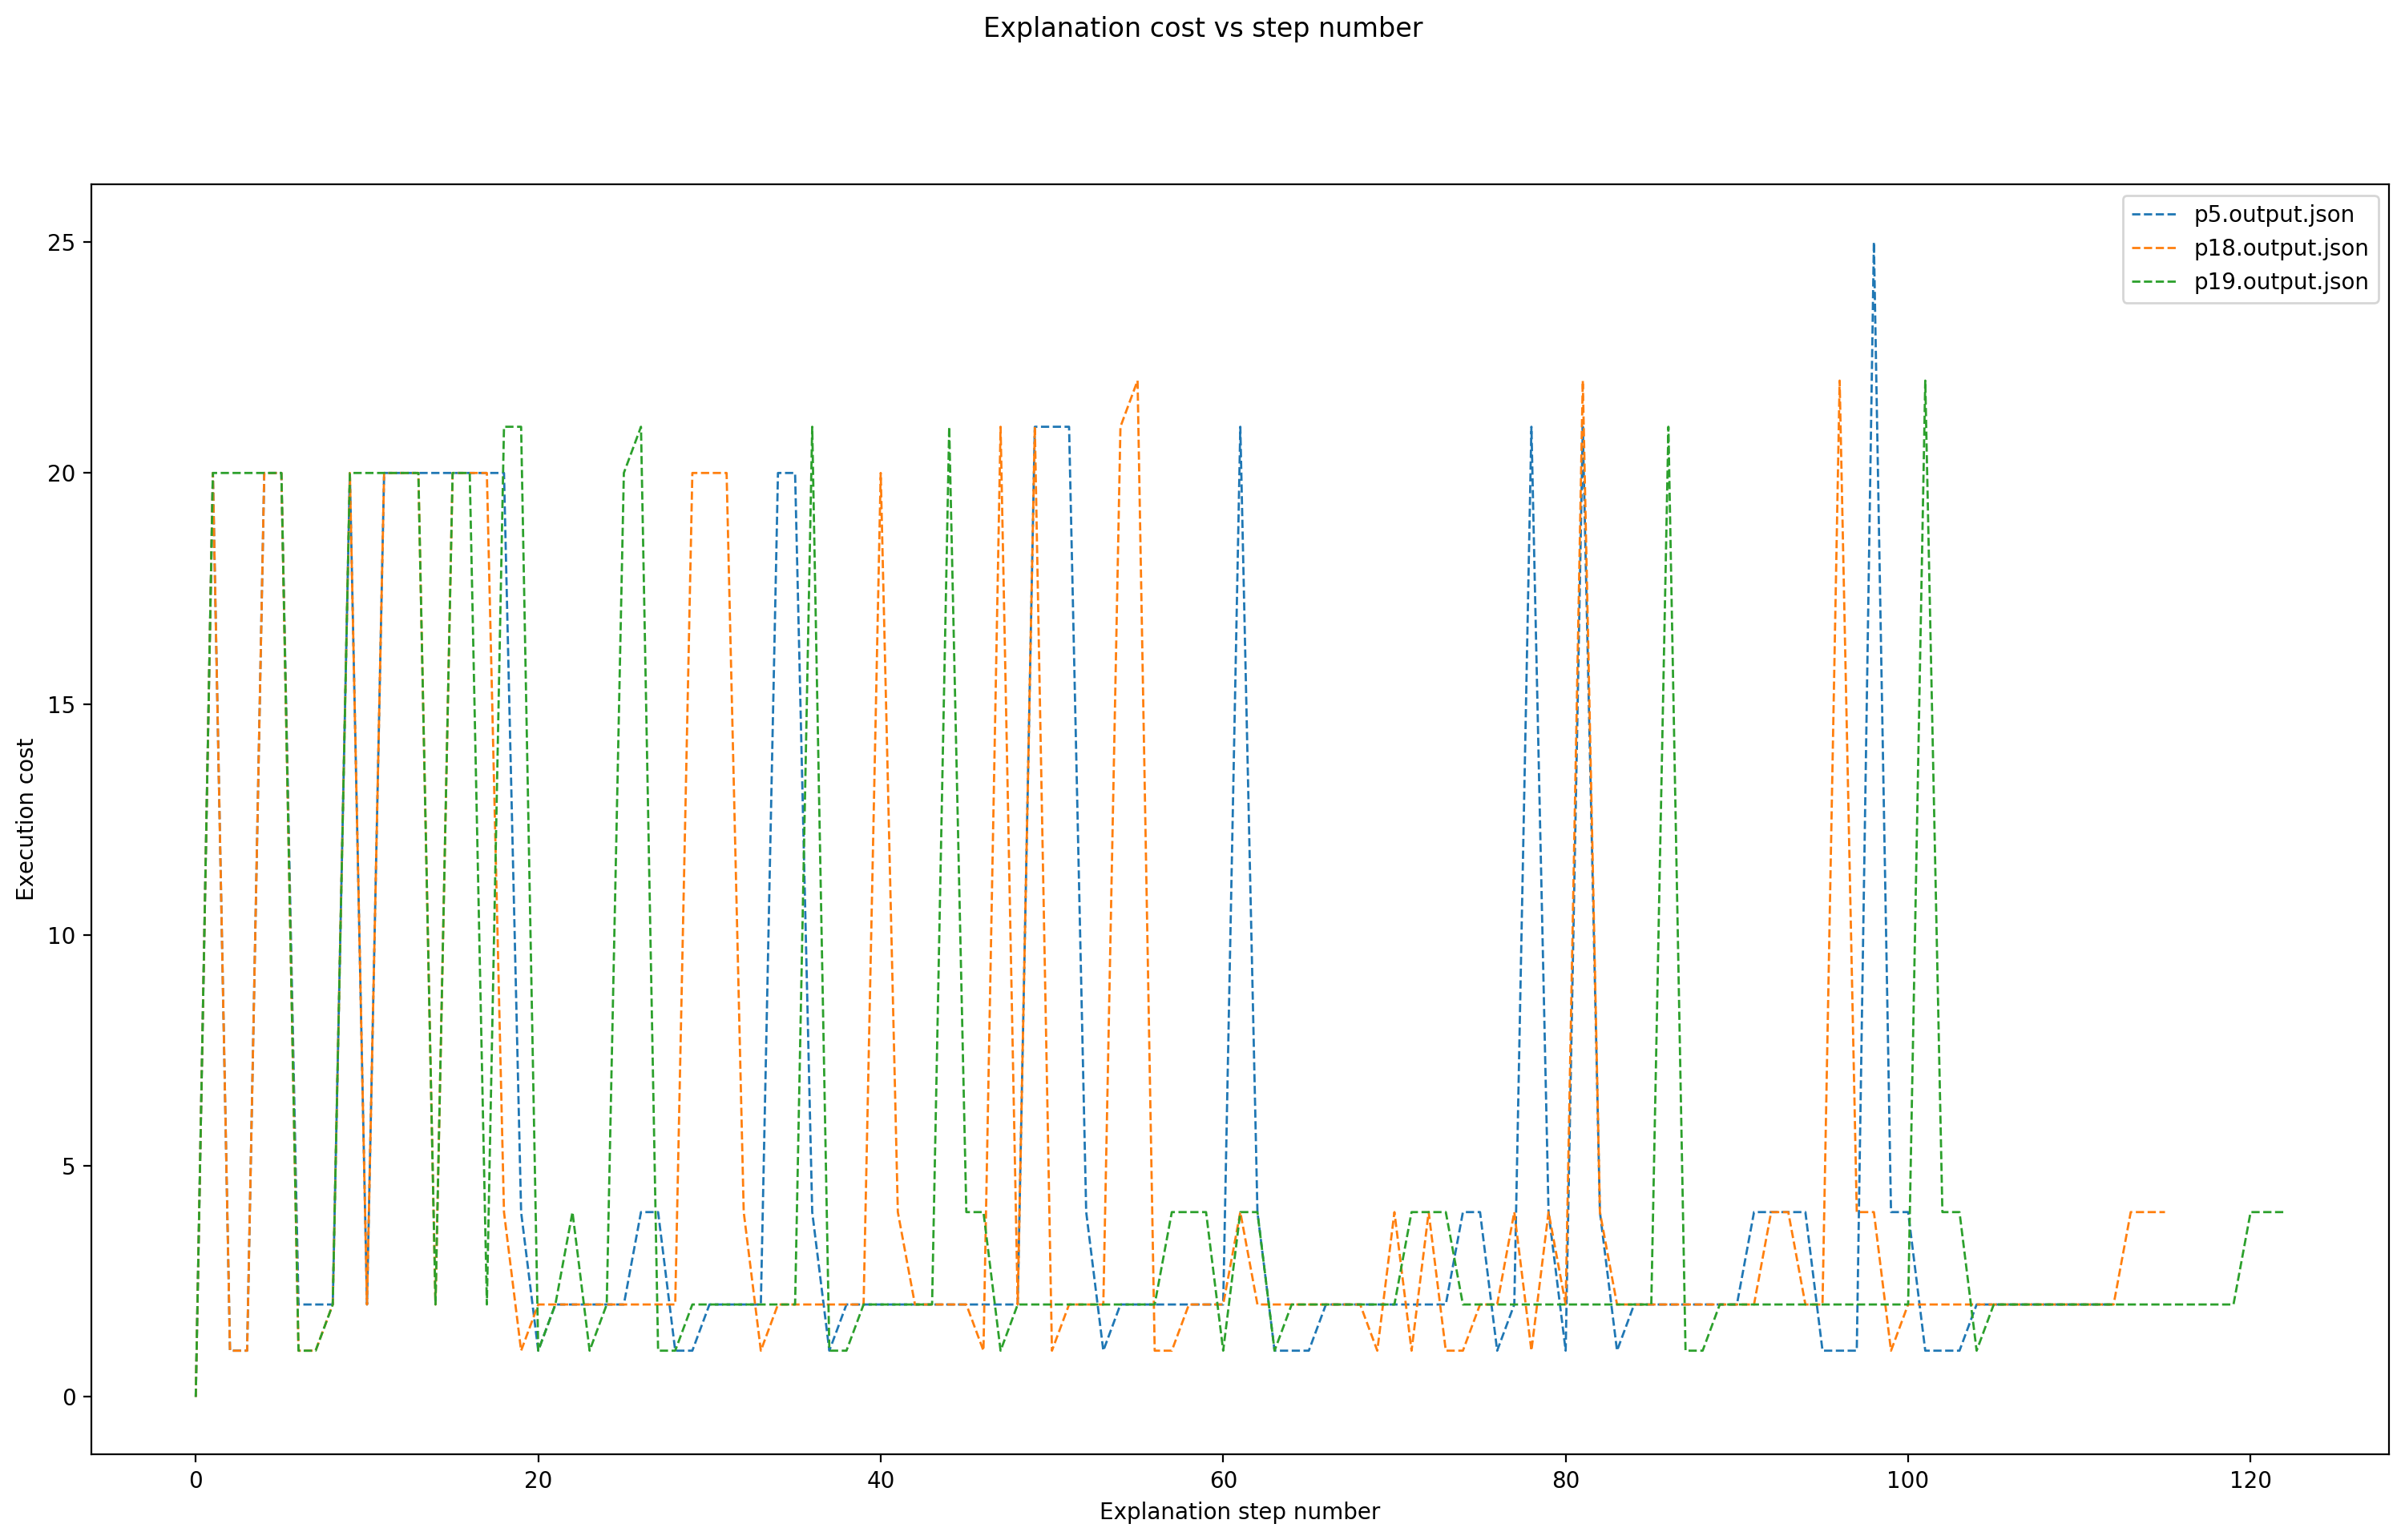 Explanation cost vs step number
p5.output.json
p18.output.json
p19.output.json
Execution cost
25
20
15
10
5
0
0 20 40 60 80 100 120
Explanation step number